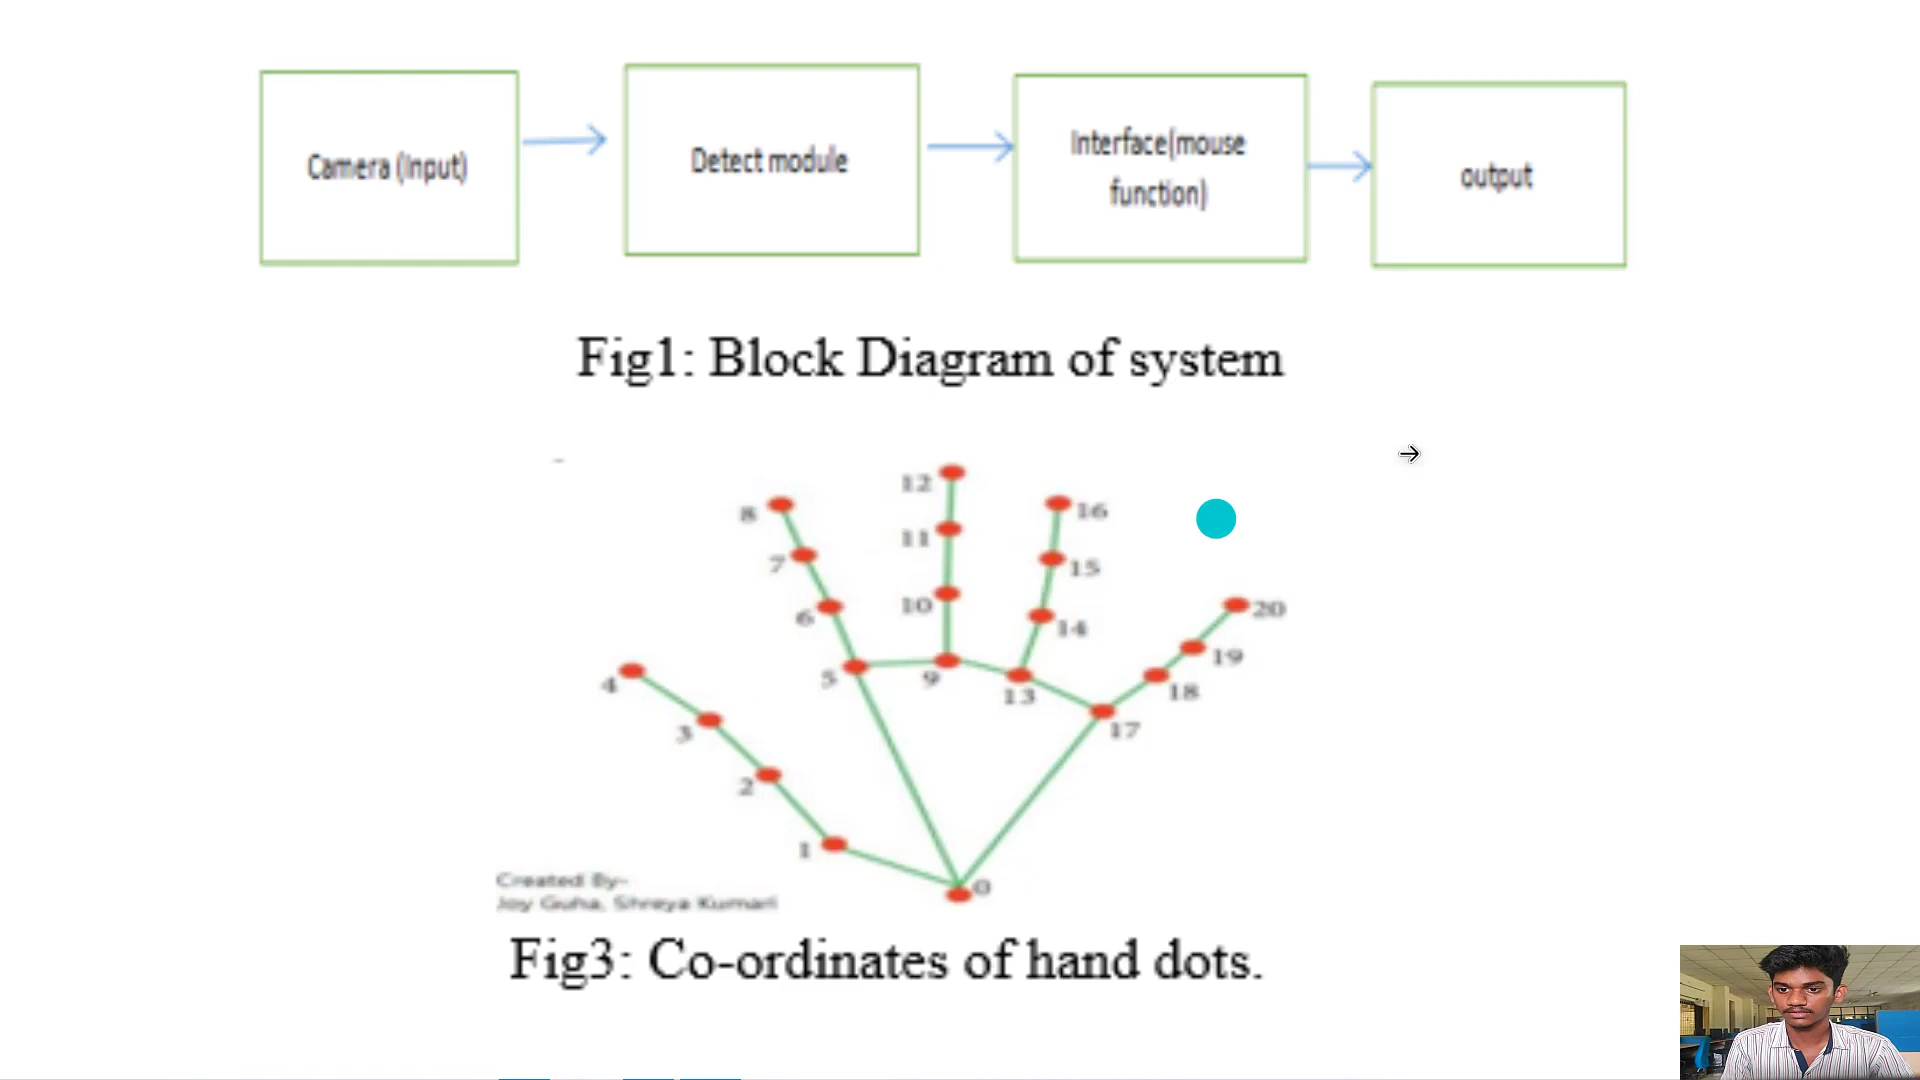 Camera (Input)
Detect module
Interface(mouse
function)
output
Fig1: Block Diagram of system
12
8
16
11
7
15
10
6
14
20
19
5
9
13
18
4
3
17
2
1
0
Created By-
Joy Guha, Shreya Kumari
Fig3: Co-ordinates of hand dots.